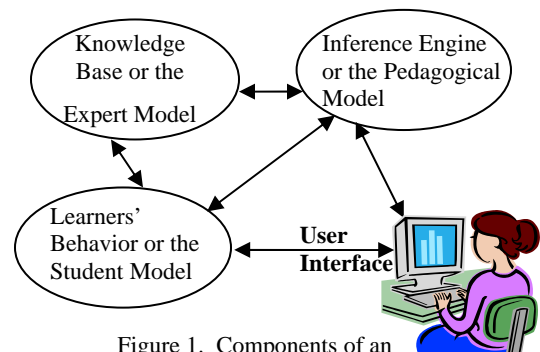 Knowledge
Base or the
Expert Model
Inference Engine
or the Pedagogical
Model
Learners’
Behavior or the
Student Model
User
Interface
Figure 1. Components of an